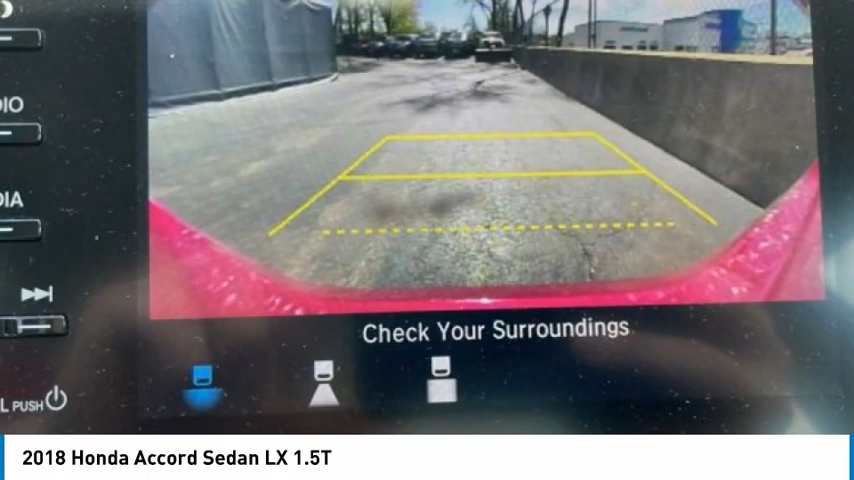 DIO
DIA
Check Your Surroundings
L PUSH
2018 Honda Accord Sedan LX 1.5T